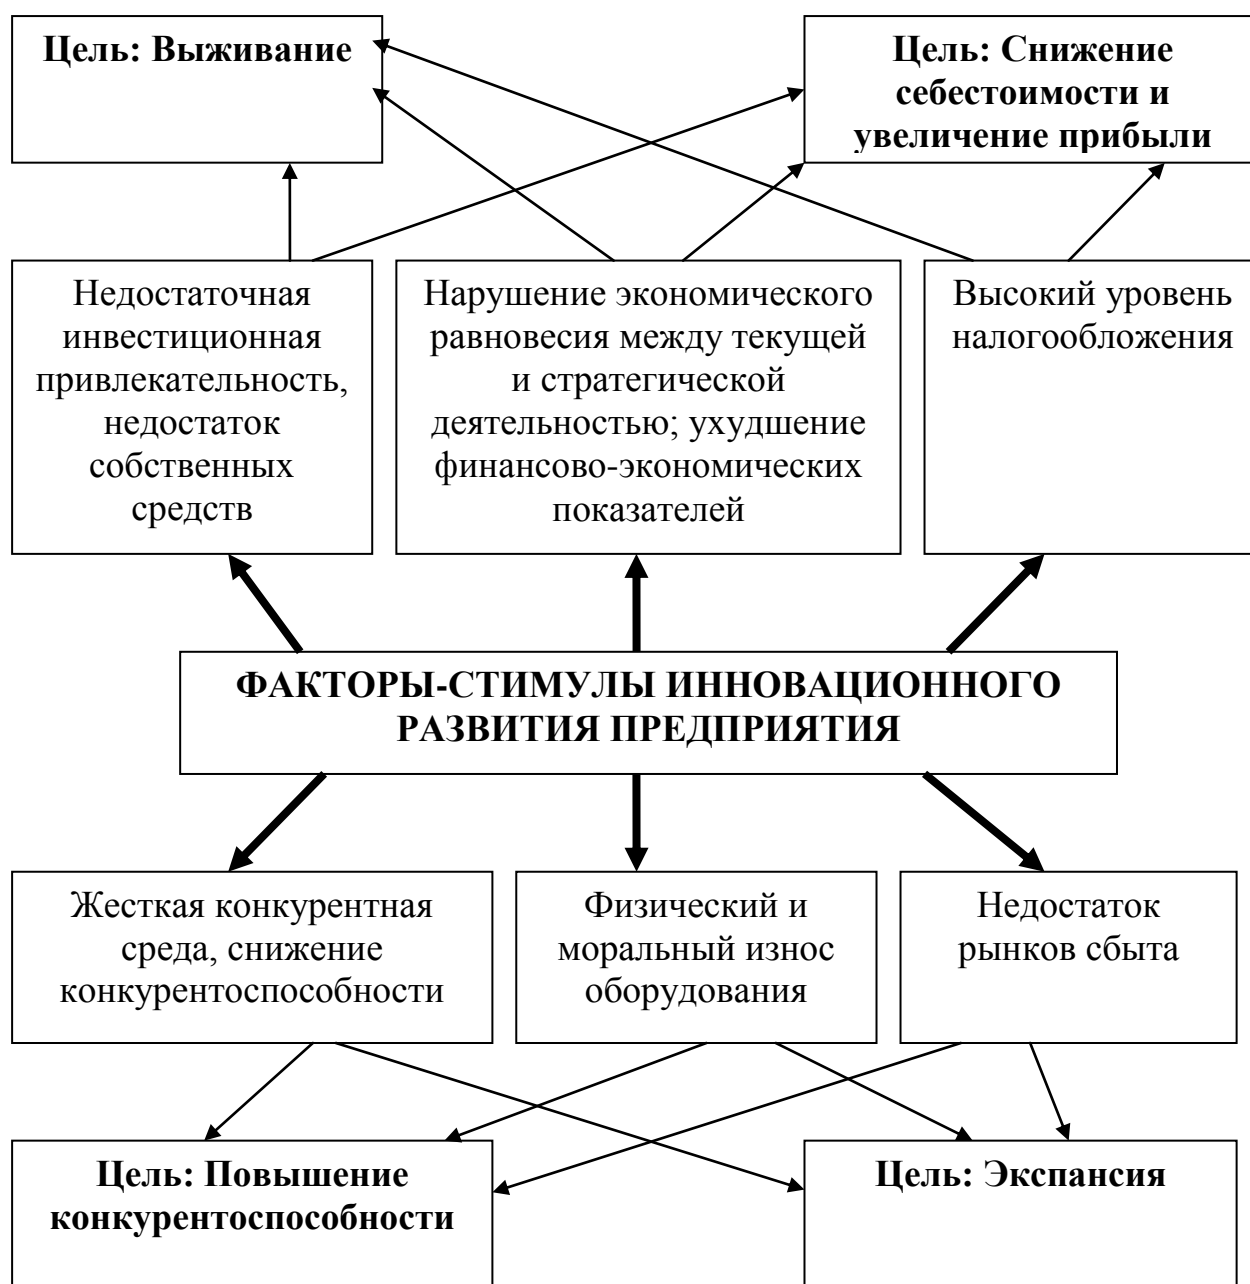 Цель: Выживание
Цель: Снижение
себестоимости и
увеличение прибыли
Недостаточная
инвестиционная
привлекательность,
недостаток
собственных
средств
Нарушение экономического
равновесия между текущей
и стратегической
деятельностью; ухудшение
финансово-экономических
показателей
Высокий уровень
налогообложения
ФАКТОРЫ-СТИМУЛЫ ИННОВАЦИОННОГО
РАЗВИТИЯ ПРЕДПРИЯТИЯ
Жесткая конкурентная
среда, снижение
конкурентоспособности
Физический и
моральный износ
оборудования
Недостаток
рынков сбыта
Цель: Повышение
конкурентоспособности
Цель: Экспансия